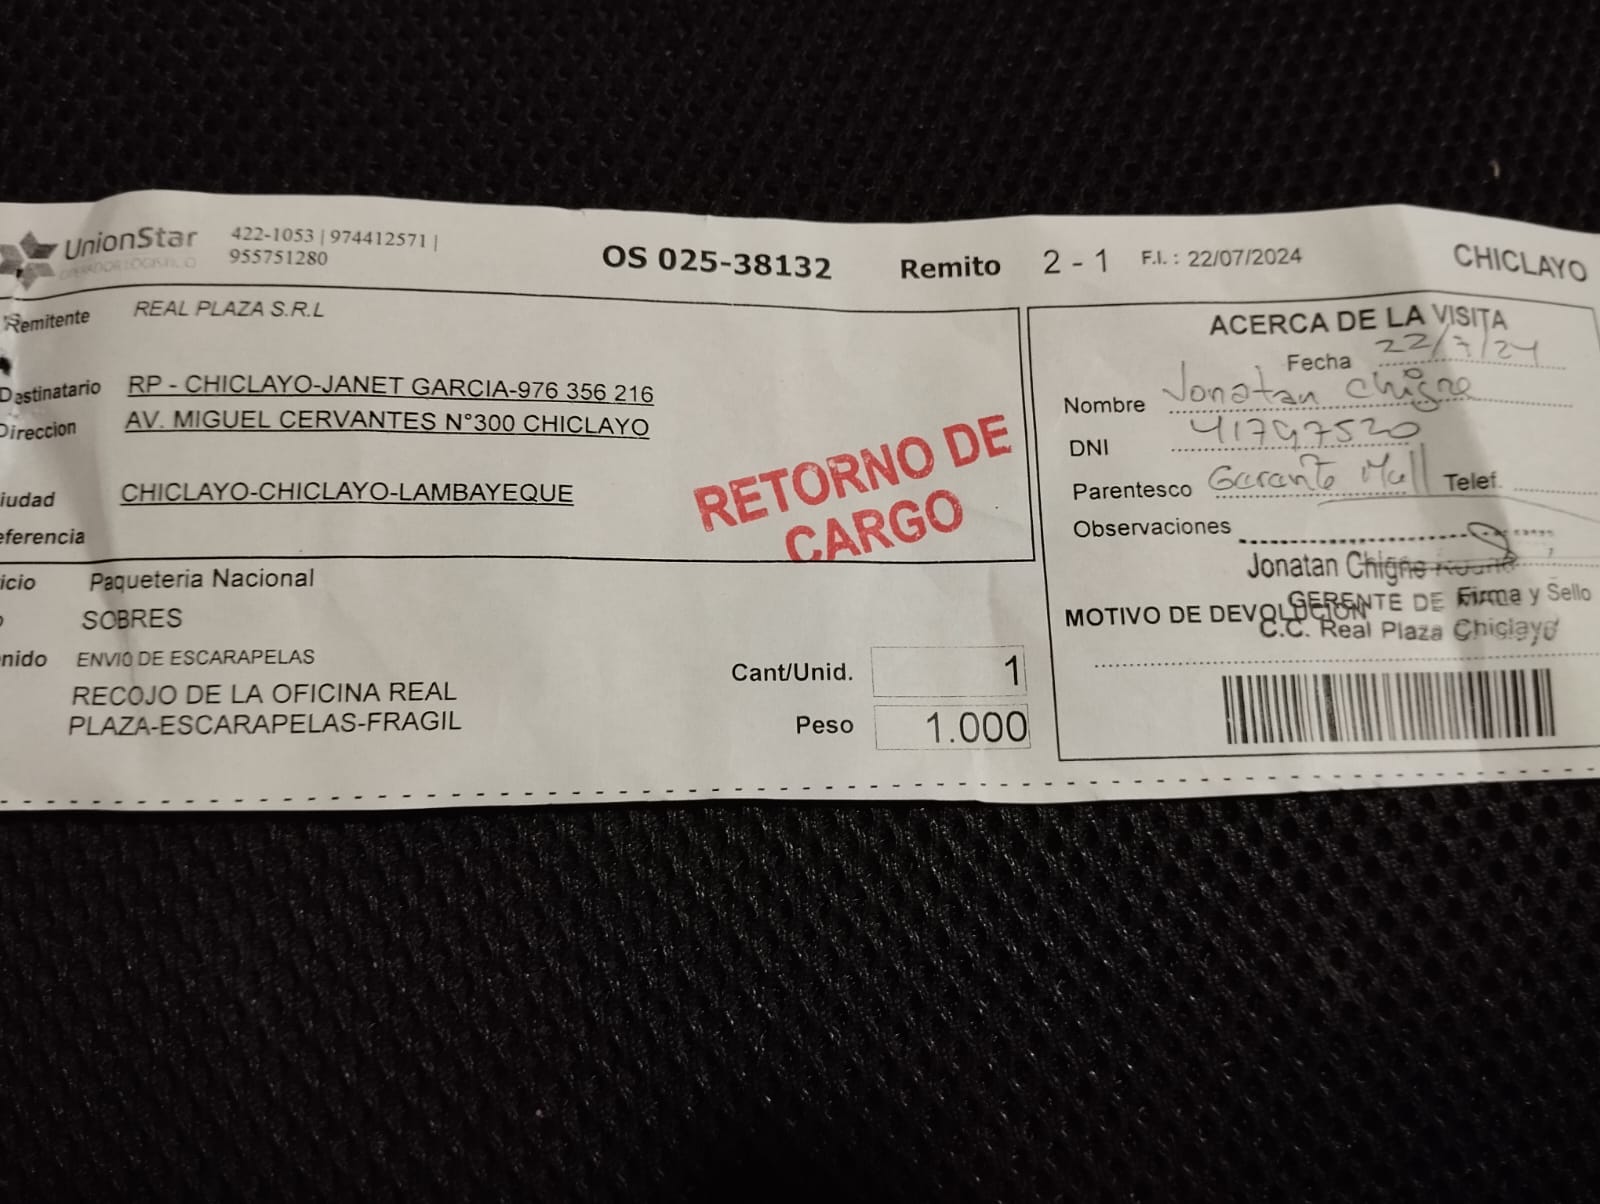 UnionStar
OPERADOR LOGISTICO
422-1053 | 974412571 |
955751280
OS 025-38132
Remito 2 - 1
F.I. : 22/07/2024
CHICLAYO
Remitente REAL PLAZA S.R.L
Destinatario RP - CHICLAYO-JANET GARCIA-976 356 216
Direccion AV. MIGUEL CERVANTES N°300 CHICLAYO
iudad CHICLAYO-CHICLAYO-LAMBAYEQUE
eferencia
RETORNO DE
CARGO
icio Paqueteria Nacional
o SOBRES
nido ENVIO DE ESCARAPELAS
RECOJO DE LA OFICINA REAL
PLAZA-ESCARAPELAS-FRAGIL
Cant/Unid. 1
Peso 1.000
ACERCA DE LA VISITA
Fecha 22/7/24
Nombre Jonatan Chigne
DNI 41797520
Parentesco Mall Telef.
Observaciones
Jonatan Chigne
GERENTE DE Firma y Sello
MOTIVO DE DEVOLUCION
C.C. Real Plaza Chiclayo